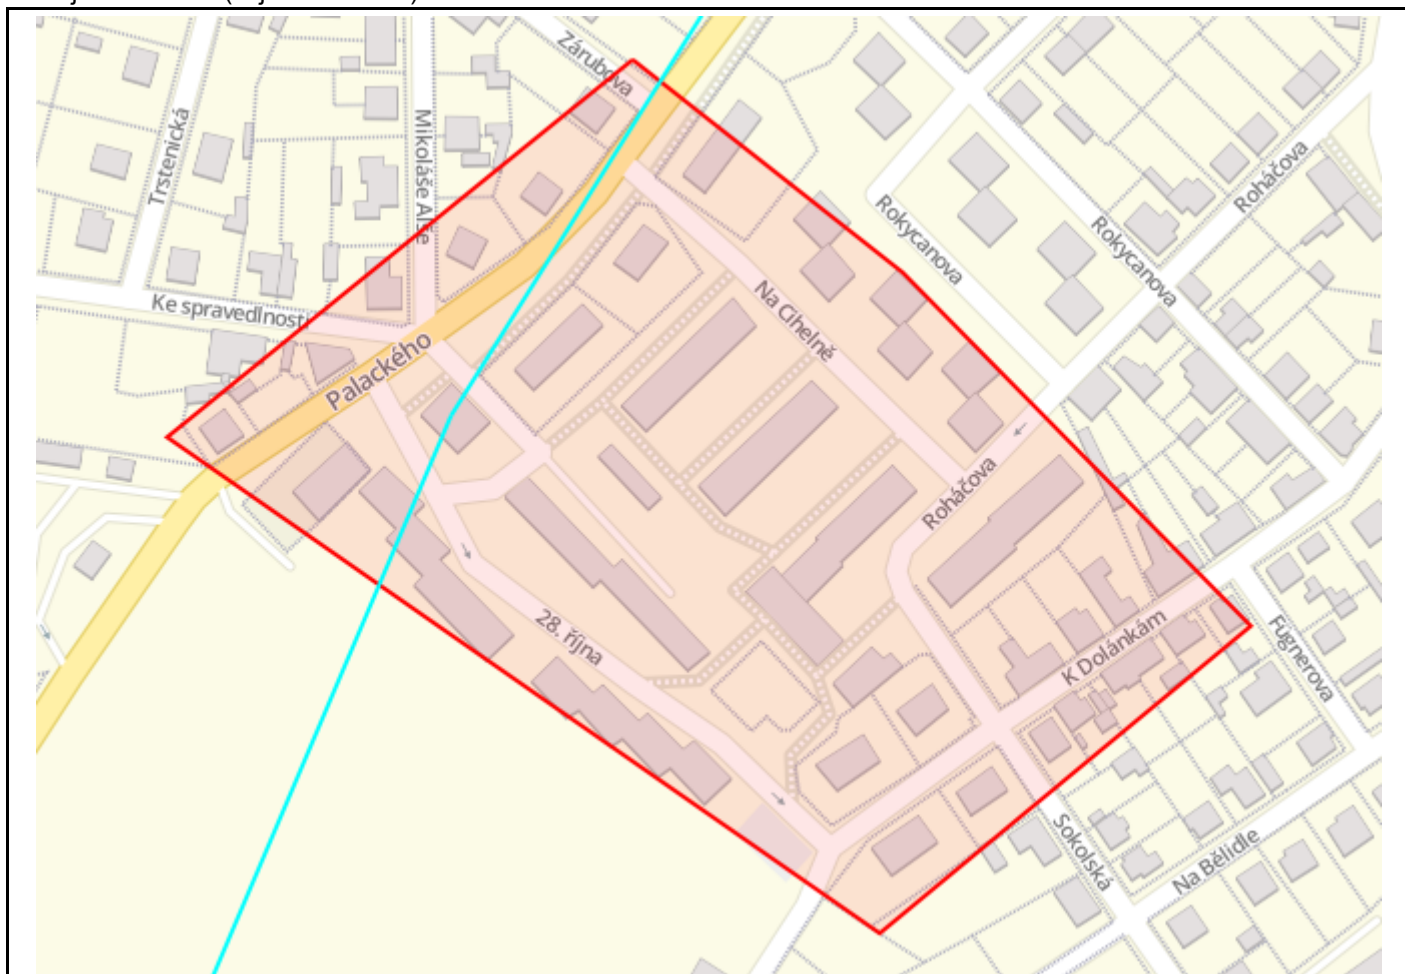 Zárubova
Trstenická
Mikoláše Alše
Roháčova
Rokycanova
Rokycanova
Ke spravedlnosti
Na Cihelně
Palackého
Roháčova
28. října
K Dolánkám
Fügnerova
Sokolská
Na Bělidle